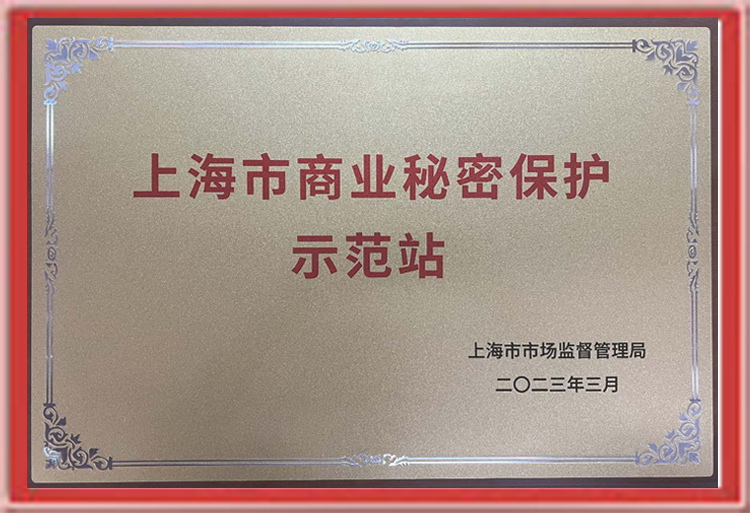 上海市商业秘密保护
示范站
上海市市场监督管理局
二〇二三年三月